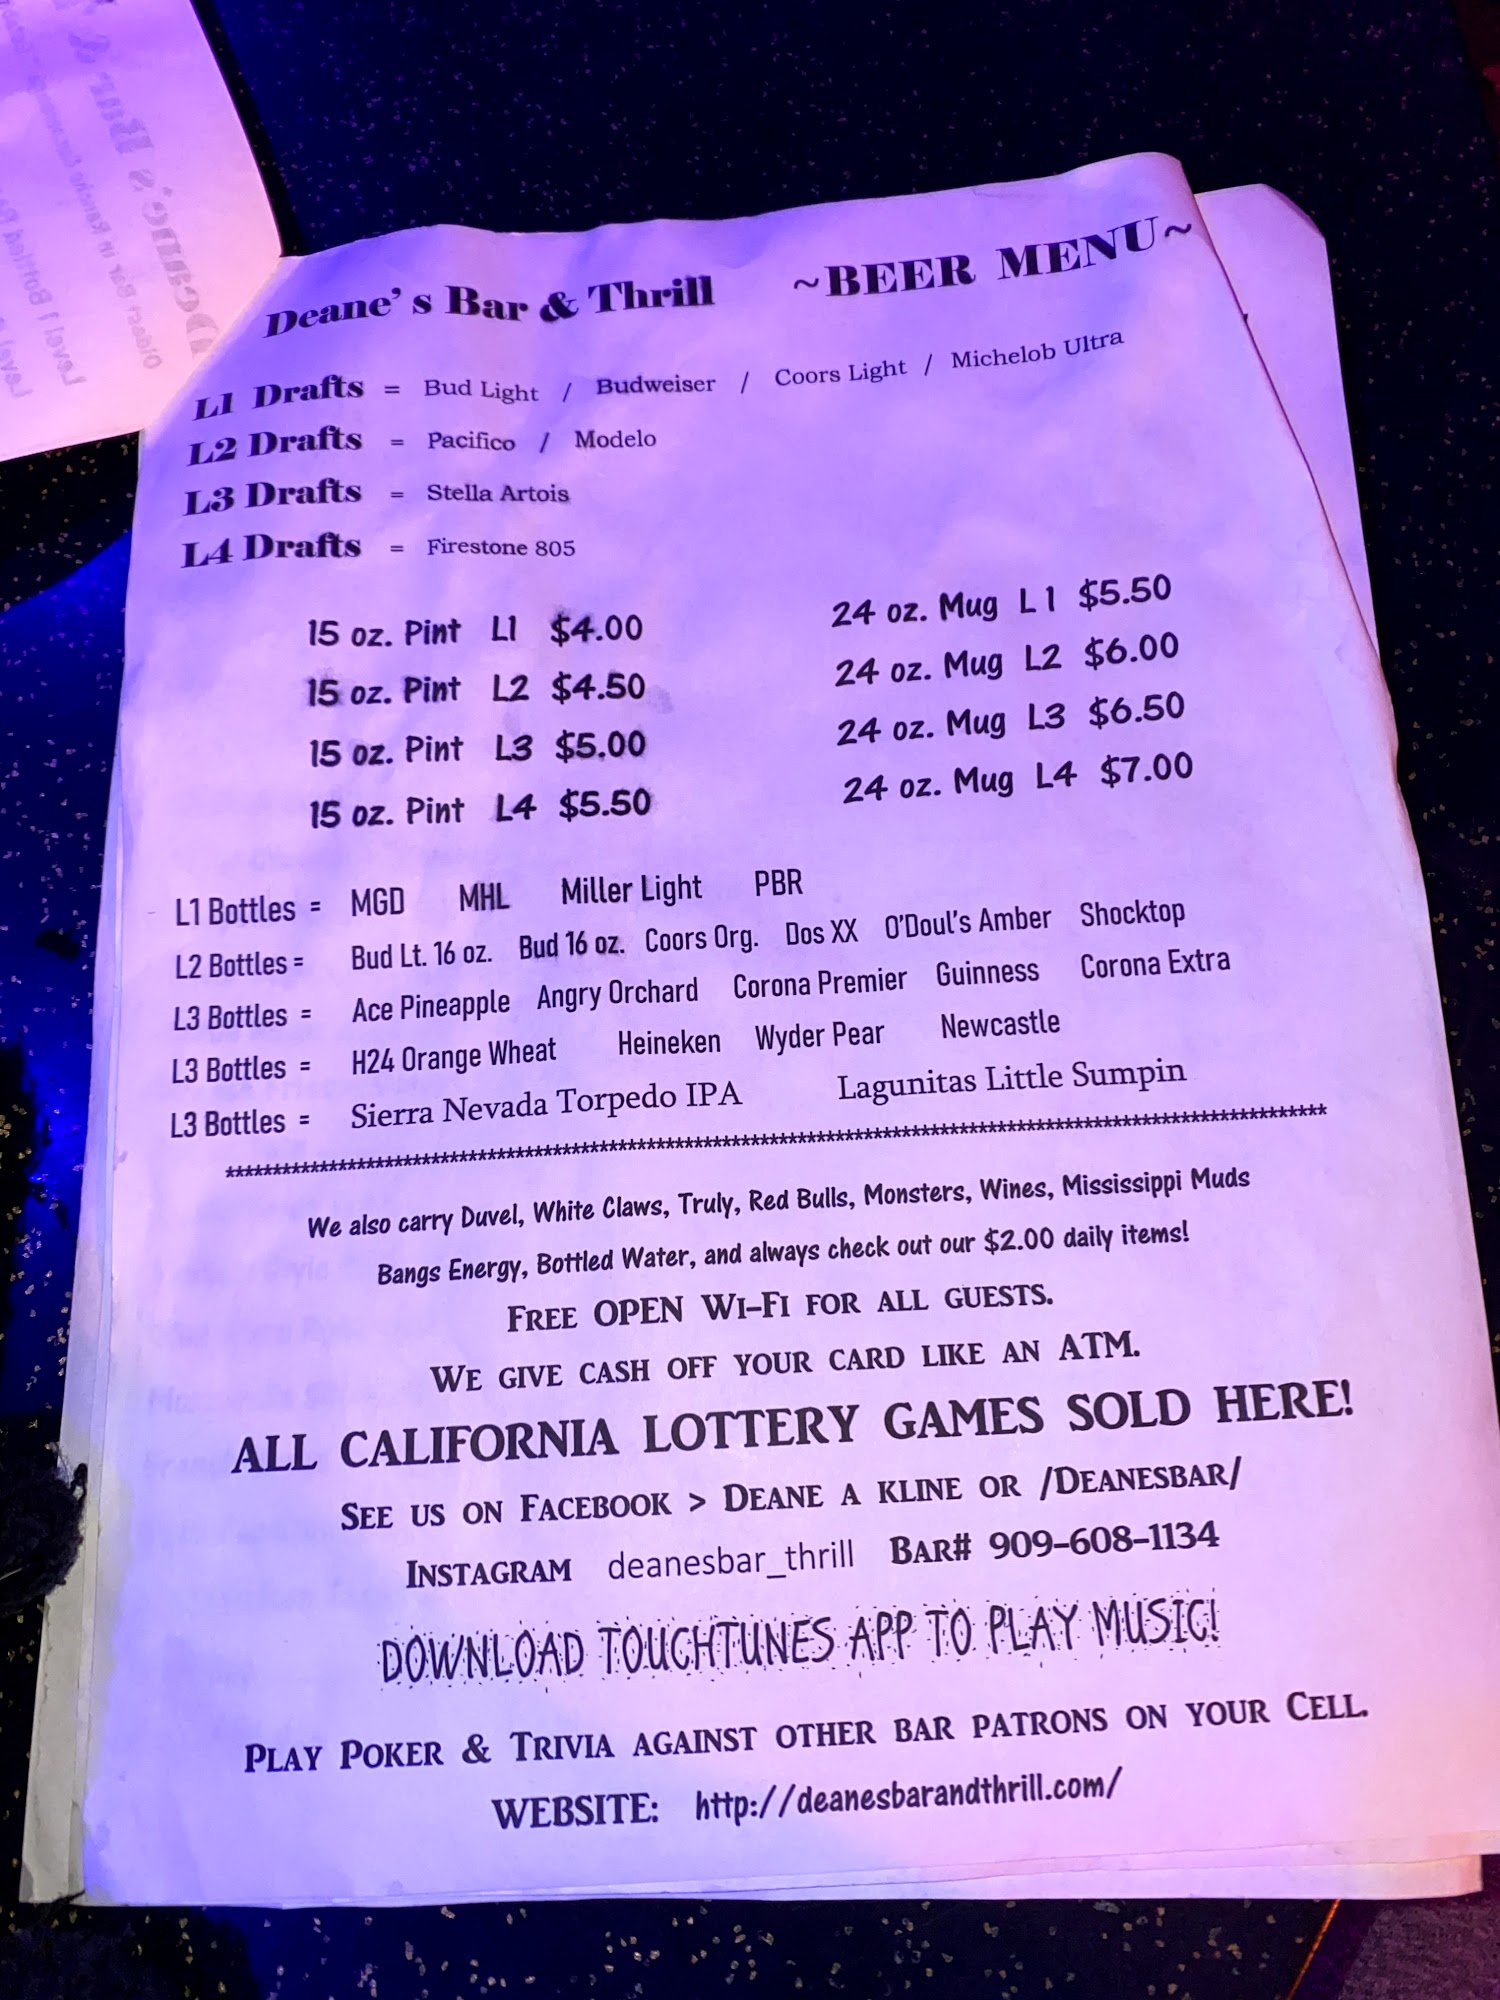 Deane's Bar & Thrill ~BEER MENU~
L1 Drafts = Bud Light / Budweiser / Coors Light / Michelob Ultra
L2 Drafts = Pacifico / Modelo
L3 Drafts = Stella Artois
L4 Drafts = Firestone 805
15 oz. Pint L1 $4.00 24 oz. Mug L1 $5.50
15 oz. Pint L2 $4.50 24 oz. Mug L2 $6.00
15 oz. Pint L3 $5.00 24 oz. Mug L3 $6.50
15 oz. Pint L4 $5.50 24 oz. Mug L4 $7.00
L1 Bottles = MGD MHL Miller Light PBR
L2 Bottles = Bud Lt. 16 oz. Bud 16 oz. Coors Org. Dos XX O'Doul's Amber Shocktop
L3 Bottles = Ace Pineapple Angry Orchard Corona Premier Guinness Corona Extra
L3 Bottles = H24 Orange Wheat Heineken Wyder Pear Newcastle
L3 Bottles = Sierra Nevada Torpedo IPA Lagunitas Little Sumpin
We also carry Duvel, White Claws, Truly, Red Bulls, Monsters, Wines, Mississippi Muds
Bangs Energy, Bottled Water, and always check out our $2.00 daily items!
FREE OPEN WI-FI FOR ALL GUESTS.
WE GIVE CASH OFF YOUR CARD LIKE AN ATM.
ALL CALIFORNIA LOTTERY GAMES SOLD HERE!
SEE US ON FACEBOOK > DEANE A KLINE OR /DEANESBAR/
INSTAGRAM deanesbar_thrill BAR# 909-608-1134
DOWNLOAD TOUCHTUNES APP TO PLAY MUSIC!
PLAY POKER & TRIVIA AGAINST OTHER BAR PATRONS ON YOUR CELL.
WEBSITE: http://deanesbarandthrill.com/